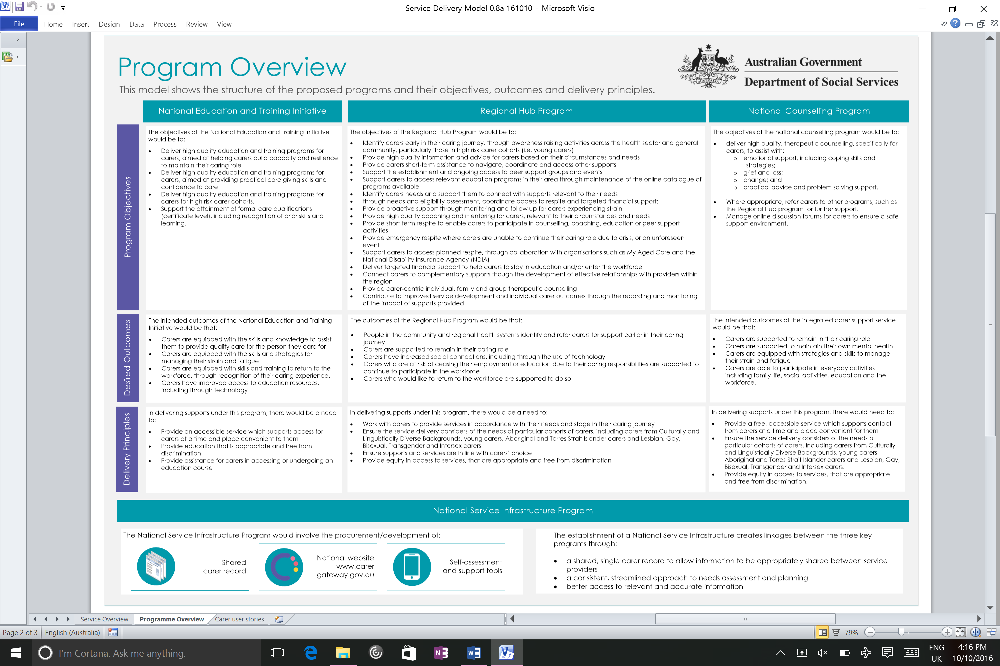 Service Delivery Model 0.8a 161010 - Microsoft Visio
File Home Insert Design Data Process Review View
Program Overview
This model shows the structure of the proposed programs and their objectives, outcomes and delivery principles.
AUSTRALIA
Australian Government
Department of Social Services
National Education and Training Initiative
Regional Hub Program
National Counselling Program
Program Objectives
The objectives of the National Education and Training Initiative
would be to:
• Deliver high quality education and training programs for
carers, aimed at helping carers build capacity and resilience
to maintain their caring role
• Deliver high quality education and training programs for
carers, aimed at providing practical care giving skills and
confidence to care
• Deliver high quality education and training programs for
carers for high risk carer cohorts.
• Support the attainment of formal care qualifications
(certificate level), including recognition of prior skills and
learning.
The objectives of the Regional Hub Program would be to:
• Identify carers early in their caring journey, through awareness raising activities across the health sector and general
community, particularly those in high risk carer cohorts (i.e. young carers)
• Provide high quality information and advice for carers based on their circumstances and needs
• Provide carers short-term assistance to navigate, coordinate and access other supports
• Support the establishment and ongoing access to peer support groups and events
• Support carers to access relevant education programs in their area through maintenance of the online catalogue of
programs available
• Identify carers needs and support them to connect with supports relevant to their needs
• through needs and eligibility assessment, coordinate access to respite and targeted financial support;
• Provide proactive support through monitoring and follow up for carers experiencing strain
• Provide high quality coaching and mentoring for carers, relevant to their circumstances and needs
• Provide short term respite to enable carers to participate in counselling, coaching, education or peer support
activities
• Provide emergency respite where carers are unable to continue their caring role due to crisis, or an unforeseen
event
• Support carers to access planned respite, through collaboration with organisations such as My Aged Care and the
National Disability Insurance Agency (NDIA)
• Deliver targeted financial support to help carers to stay in education and/or enter the workforce
• Connect carers to complementary supports though the development of effective relationships with providers within
the region
• Provide carer-centric individual, family and group therapeutic counselling
• Contribute to improved service development and individual carer outcomes through the recording and monitoring
of the impact of supports provided
The objectives of the national counselling program would be to:
• deliver high quality, therapeutic counselling, specifically for
carers, to assist with:
o emotional support, including coping skills and
strategies;
o grief and loss;
o change; and
o practical advice and problem solving support.
• Where appropriate, refer carers to other programs, such as
the Regional Hub program for further support.
• Manage online discussion forums for carers to ensure a safe
support environment.
Desired Outcomes
The intended outcomes of the National Education and Training
Initiative would be that:
• Carers are equipped with the skills and knowledge to assist
them to provide quality care for the person they care for
• Carers are equipped with the skills and strategies for
managing their strain and fatigue
• Carers are equipped with skills and training to return to the
workforce, through recognition of their caring experience.
• Carers have improved access to education resources,
including through technology
The outcomes of the Regional Hub Program would be that:
• People in the community and regional health systems identify and refer carers for support earlier in their caring
journey
• Carers are supported to remain in their caring role
• Carers have increased social connections, including through the use of technology
• Carers who are at risk of ceasing their employment or education due to their caring responsibilities are supported to
continue to participate in the workforce
• Carers who would like to return to the workforce are supported to do so
The intended outcomes of the integrated carer support service
would be that:
• Carers are supported to remain in their caring role
• Carers are supported to maintain their own mental health
• Carers are equipped with strategies and skills to manage
their strain and fatigue
• Carers are able to participate in everyday activities
including family life, social activities, education and the
workforce.
Delivery Principles
In delivering supports under this program, there would be a need
to:
• Provide an accessible service which supports access for
carers at a time and place convenient to them
• Provide education that is appropriate and free from
discrimination
• Provide assistance for carers in accessing or undergoing an
education course
In delivering supports under this program, there would be a need to:
• Work with carers to provide services in accordance with their needs and stage in their caring journey
• Ensure the service delivery considers of the needs of particular cohorts of carers, including carers from Culturally and
Linguistically Diverse Backgrounds, young carers, Aboriginal and Torres Strait Islander carers and Lesbian, Gay,
Bisexual, Transgender and Intersex carers.
• Ensure supports and services are in line with carers' choice
• Provide equity in access to services, that are appropriate and free from discrimination
In delivering supports under this program, there would need to:
• Provide a free, accessible service which supports contact
from carers at a time and place convenient for them
• Ensure the service delivery considers of the needs of
particular cohorts of carers, including carers from Culturally
and Linguistically Diverse Backgrounds, young carers,
Aboriginal and Torres Strait Islander carers and Lesbian, Gay,
Bisexual, Transgender and Intersex carers.
• Provide equity in access to services, that are appropriate
and free from discrimination.
National Service Infrastructure Program
The National Service Infrastructure Program would involve the procurement/development of:
Shared
carer record
National website
www.carer
gateway.gov.au
Self-assessment
and support tools
The establishment of a National Service Infrastructure creates linkages between the three key
programs through:
• a shared, single carer record to allow information to be appropriately shared between service
providers
• a consistent, streamlined approach to needs assessment and planning
• better access to relevant and accurate information
Service Overview Programme Overview Carer user stories
Page 2 of 3 English (Australia) 79%
I'm Cortana. Ask me anything.
ENG
UK
4:16 PM
10/10/2016